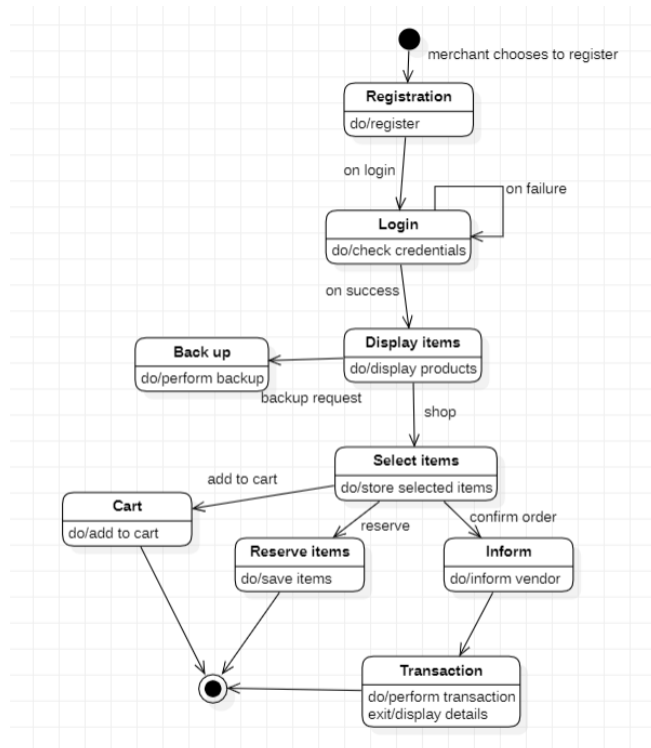 merchant chooses to register
Registration
do/register
on login
on failure
Login
do/check credentials
on success
Display items
do/display products
Back up
do/perform backup
backup request
shop
Select items
do/store selected items
add to cart
Cart
do/add to cart
reserve
confirm order
Reserve items
do/save items
Inform
do/inform vendor
Transaction
do/perform transaction
exit/display details